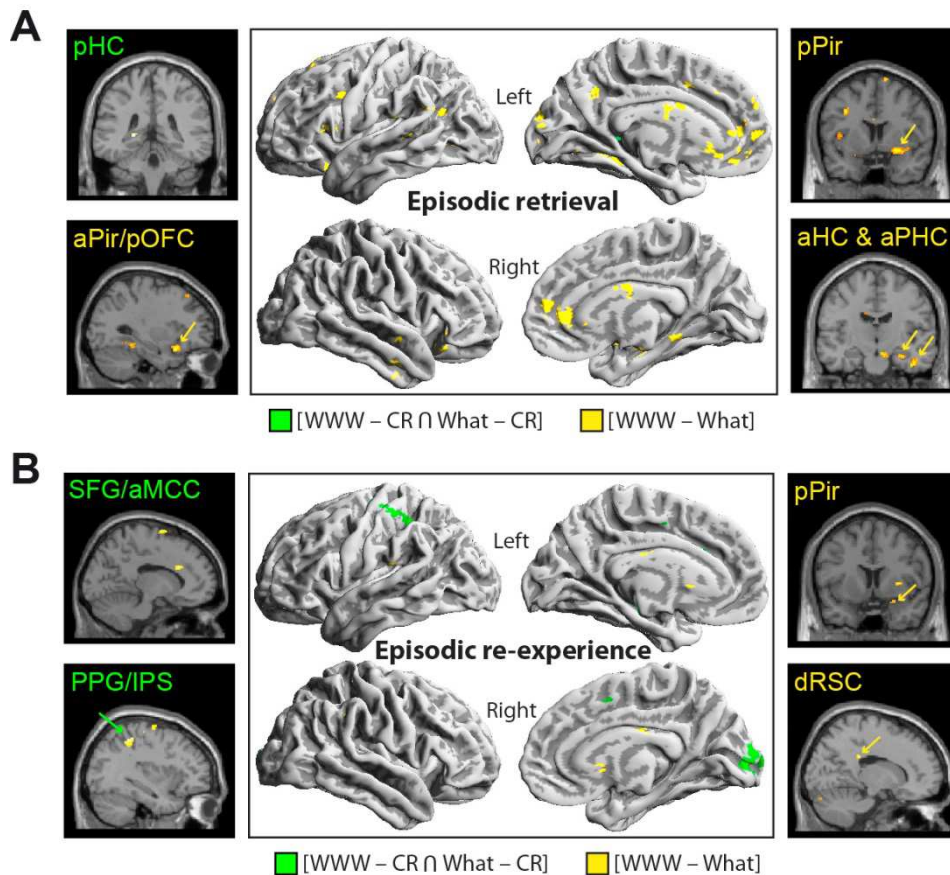 A
pHC
Left
pPir
Episodic retrieval
aPir/pOFC
Right
aHC & aPHC
[WWW – CR ∩ What – CR]
[WWW – What]
B
SFG/aMCC
Left
pPir
Episodic re-experience
PPG/IPS
Right
dRSC
[WWW – CR ∩ What – CR]
[WWW – What]